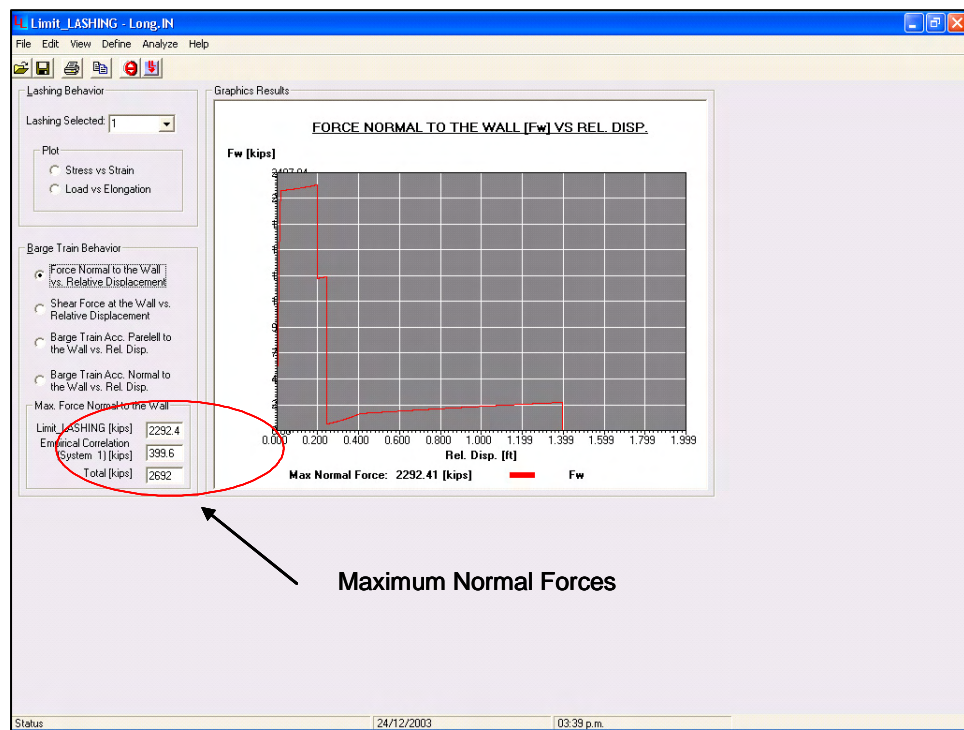 Limit_LASHING - Long.IN
File Edit View Define Analyze Help
Lashing Behavior
Lashing Selected: 1
Plot
Stress vs Strain
Load vs Elongation
Barge Train Behavior
Force Normal to the Wall
vs. Relative Displacement
Shear Force at the Wall vs.
Relative Displacement
Barge Train Acc. Parelell to
the Wall vs. Rel. Disp.
Barge Train Acc. Normal to
the Wall vs. Rel. Disp.
Max. Force Normal to the Wall
Limit_LASHING [kips] 2292.4
Empirical Correlation
(System 1) [kips] 399.6
Total [kips] 2692
Graphics Results
FORCE NORMAL TO THE WALL [Fw] VS REL. DISP.
Fw [kips]
0.000 0.200 0.400 0.600 0.800 1.000 1.199 1.399 1.599 1.799 1.999
Rel. Disp. [ft]
Max Normal Force: 2292.41 [kips] Fw
Maximum Normal Forces
Status 24/12/2003 03:39 p.m.